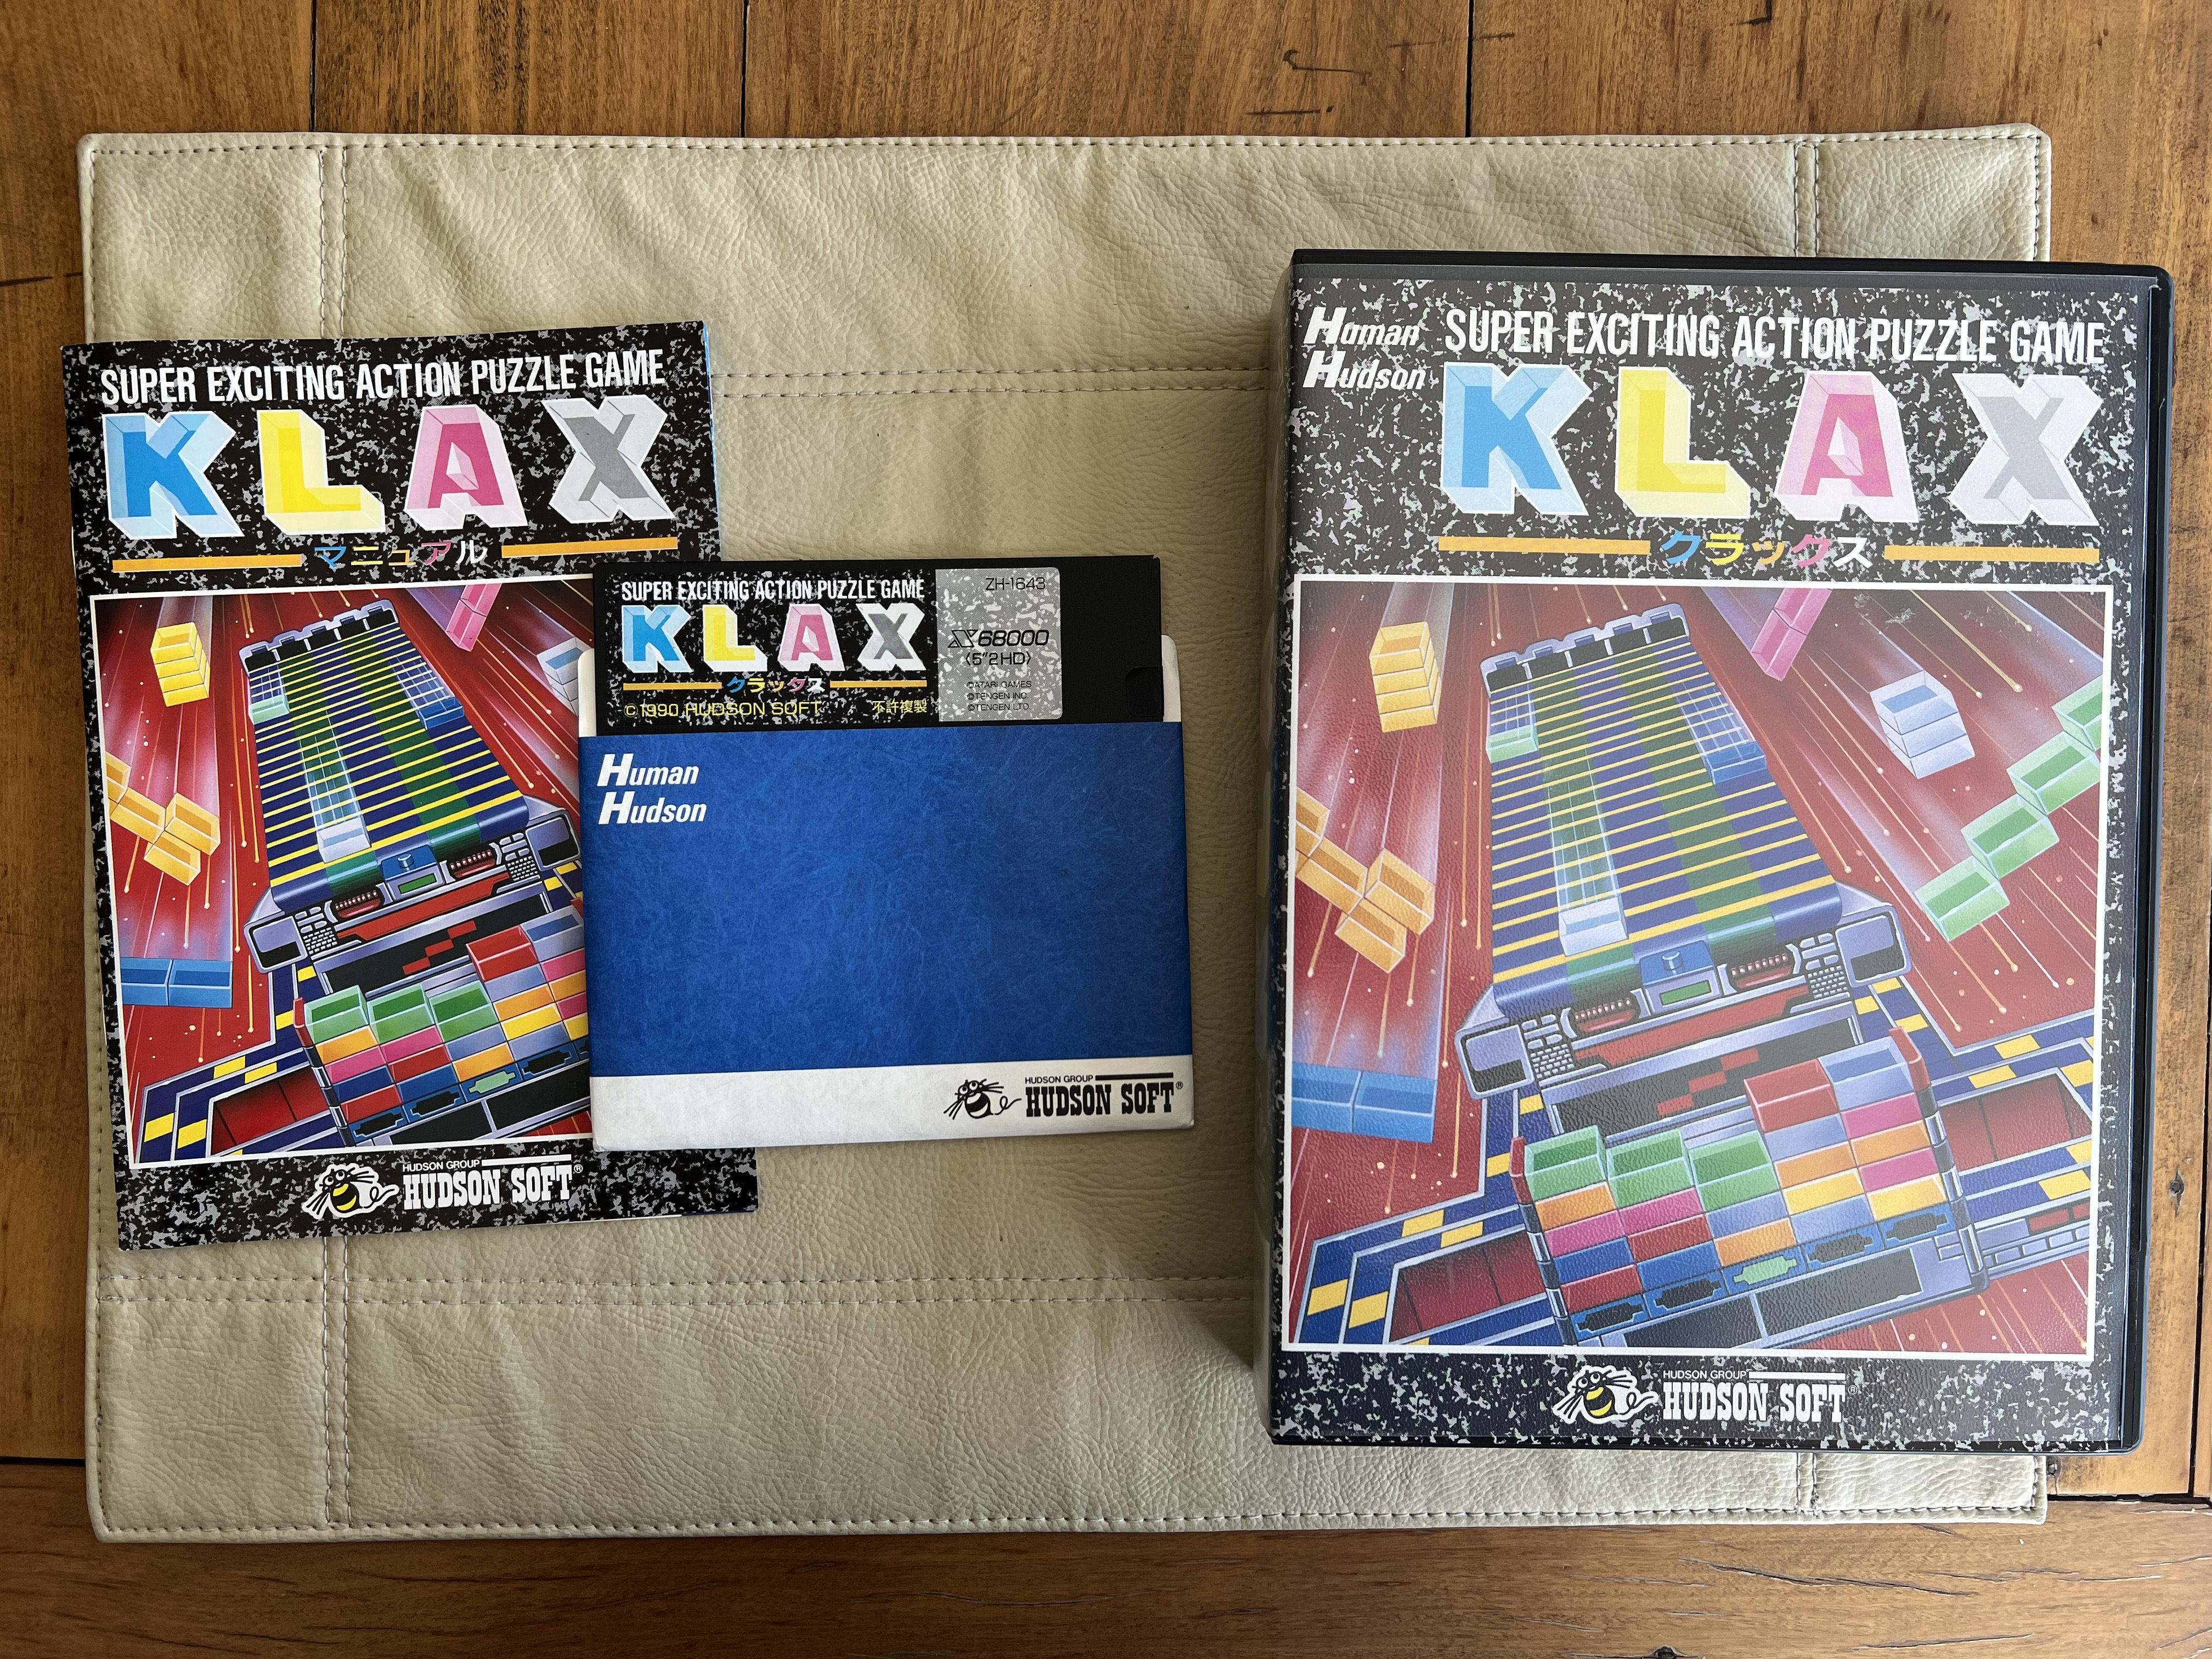 SUPER EXCITING ACTION PUZZLE GAME
KLAX
マニュアル
HUDSON GROUP
HUDSON SOFT®
SUPER EXCITING ACTION PUZZLE GAME
KLAX
クラックス
©1990 HUDSON SOFT 不許複製
ZH-1643
X68000
(5"2HD)
©ATARI GAMES
©TENGEN INC.
©TENGEN LTD.
Human
Hudson
HUDSON GROUP
HUDSON SOFT®
Human
Hudson
SUPER EXCITING ACTION PUZZLE GAME
KLAX
クラックス
HUDSON GROUP
HUDSON SOFT®